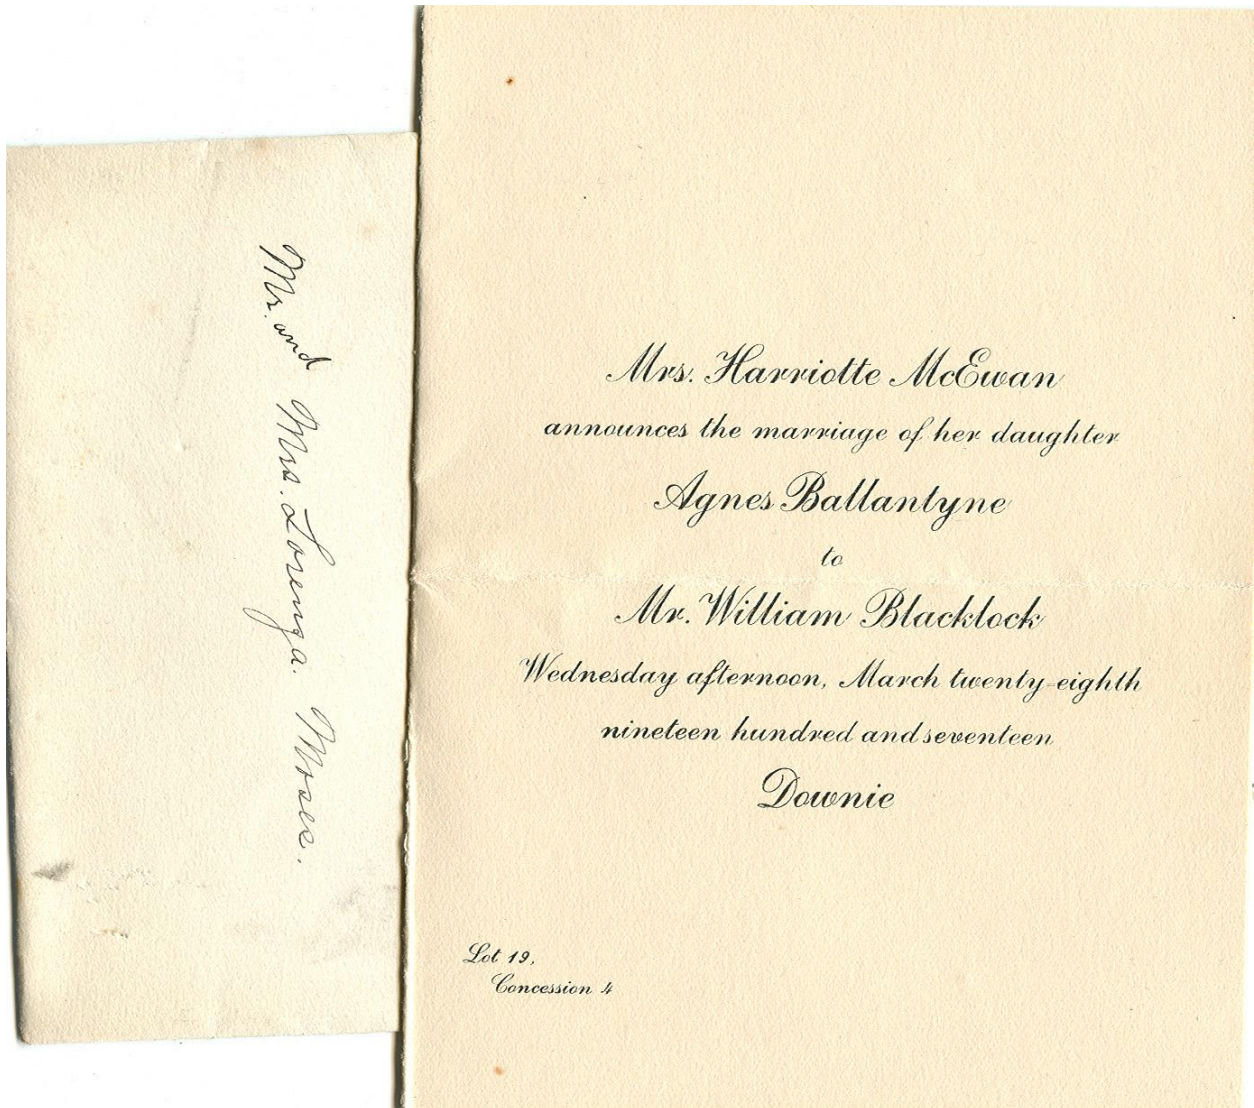 Mr. and Mrs. Lorenza. Moses.
Mrs. Harriotte McEwan
announces the marriage of her daughter
Agnes Ballantyne
to
Mr. William Blacklock
Wednesday afternoon, March twenty-eighth
nineteen hundred and seventeen
Downie
Lot 19,
Concession 4